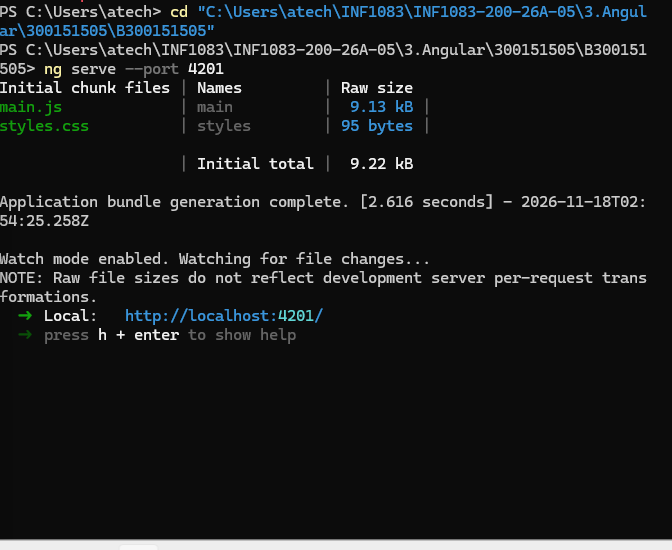 PS C:\Users\atech> cd "C:\Users\atech\INF1083\INF1083-200-26A-05\3.Angul
ar\300151505\B300151505"
PS C:\Users\atech\INF1083\INF1083-200-26A-05\3.Angular\300151505\B300151
505> ng serve --port 4201
Initial chunk files | Names | Raw size
main.js | main | 9.13 kB |
styles.css | styles | 95 bytes |
| Initial total | 9.22 kB
Application bundle generation complete. [2.616 seconds] - 2026-11-18T02:
54:25.258Z
Watch mode enabled. Watching for file changes...
NOTE: Raw file sizes do not reflect development server per-request trans
formations.
➜ Local: http://localhost:4201/
➜ press h + enter to show help